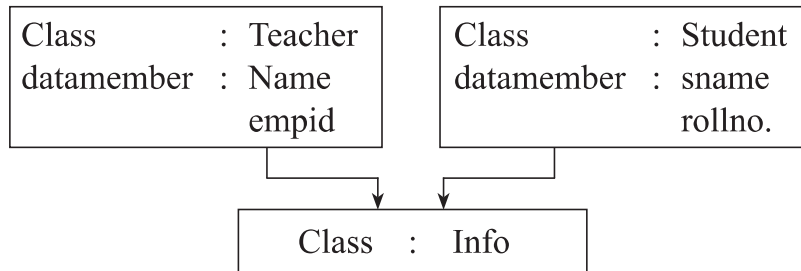 Class : Teacher
datamember : Name
empid
Class : Student
datamember : sname
rollno.
Class : Info